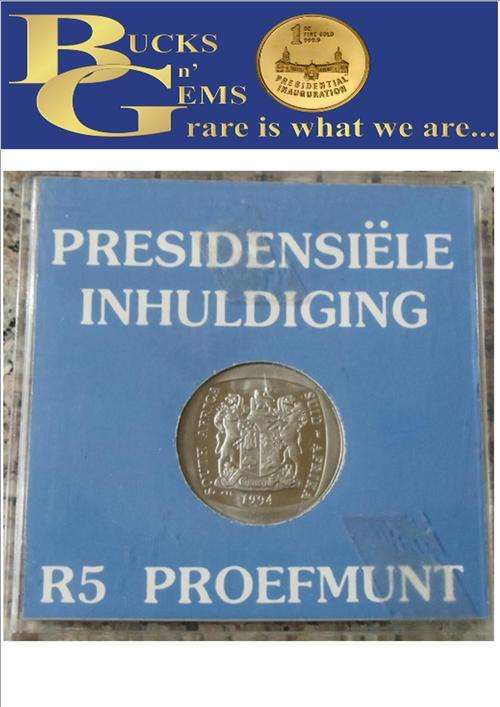 BUCKS
n'
GEMS
rare is what we are...
1 OZ
FINE GOLD
999.9
PRESIDENTIAL
INAUGURATION
PRESIDENSIËLE
INHULDIGING
SOUTH AFRICA
SUID-AFRIKA
1994
R5 PROEFMUNT